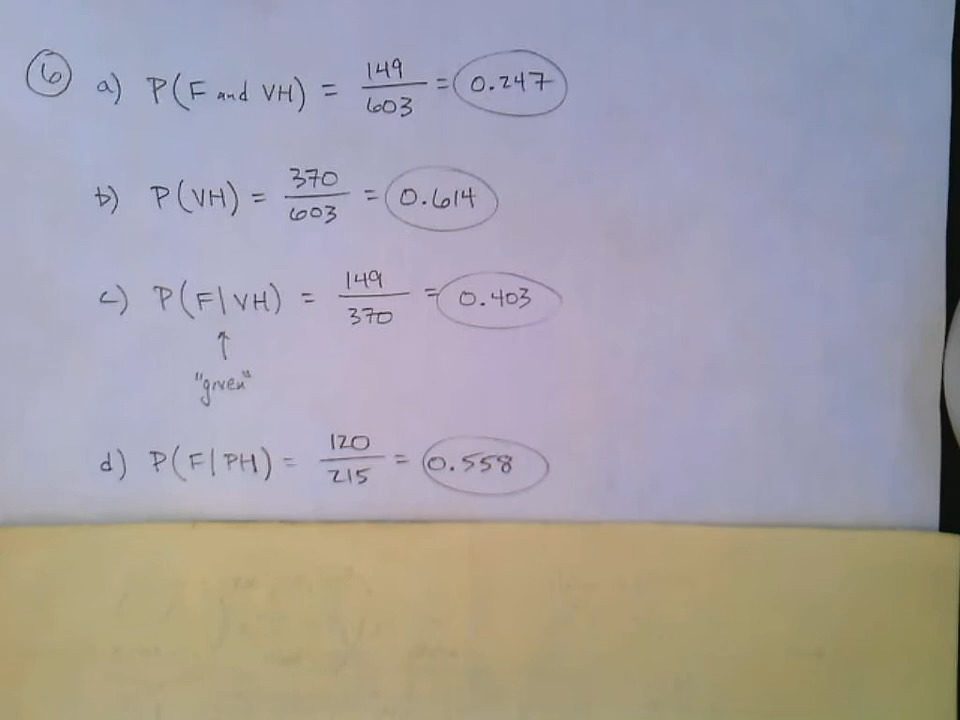 6 a) P(F and VH) = 149/603 = 0.247
b) P(VH) = 370/603 = 0.614
c) P(F|VH) = 149/370 = 0.403
↑
"given"
d) P(F|PH) = 120/215 = 0.558